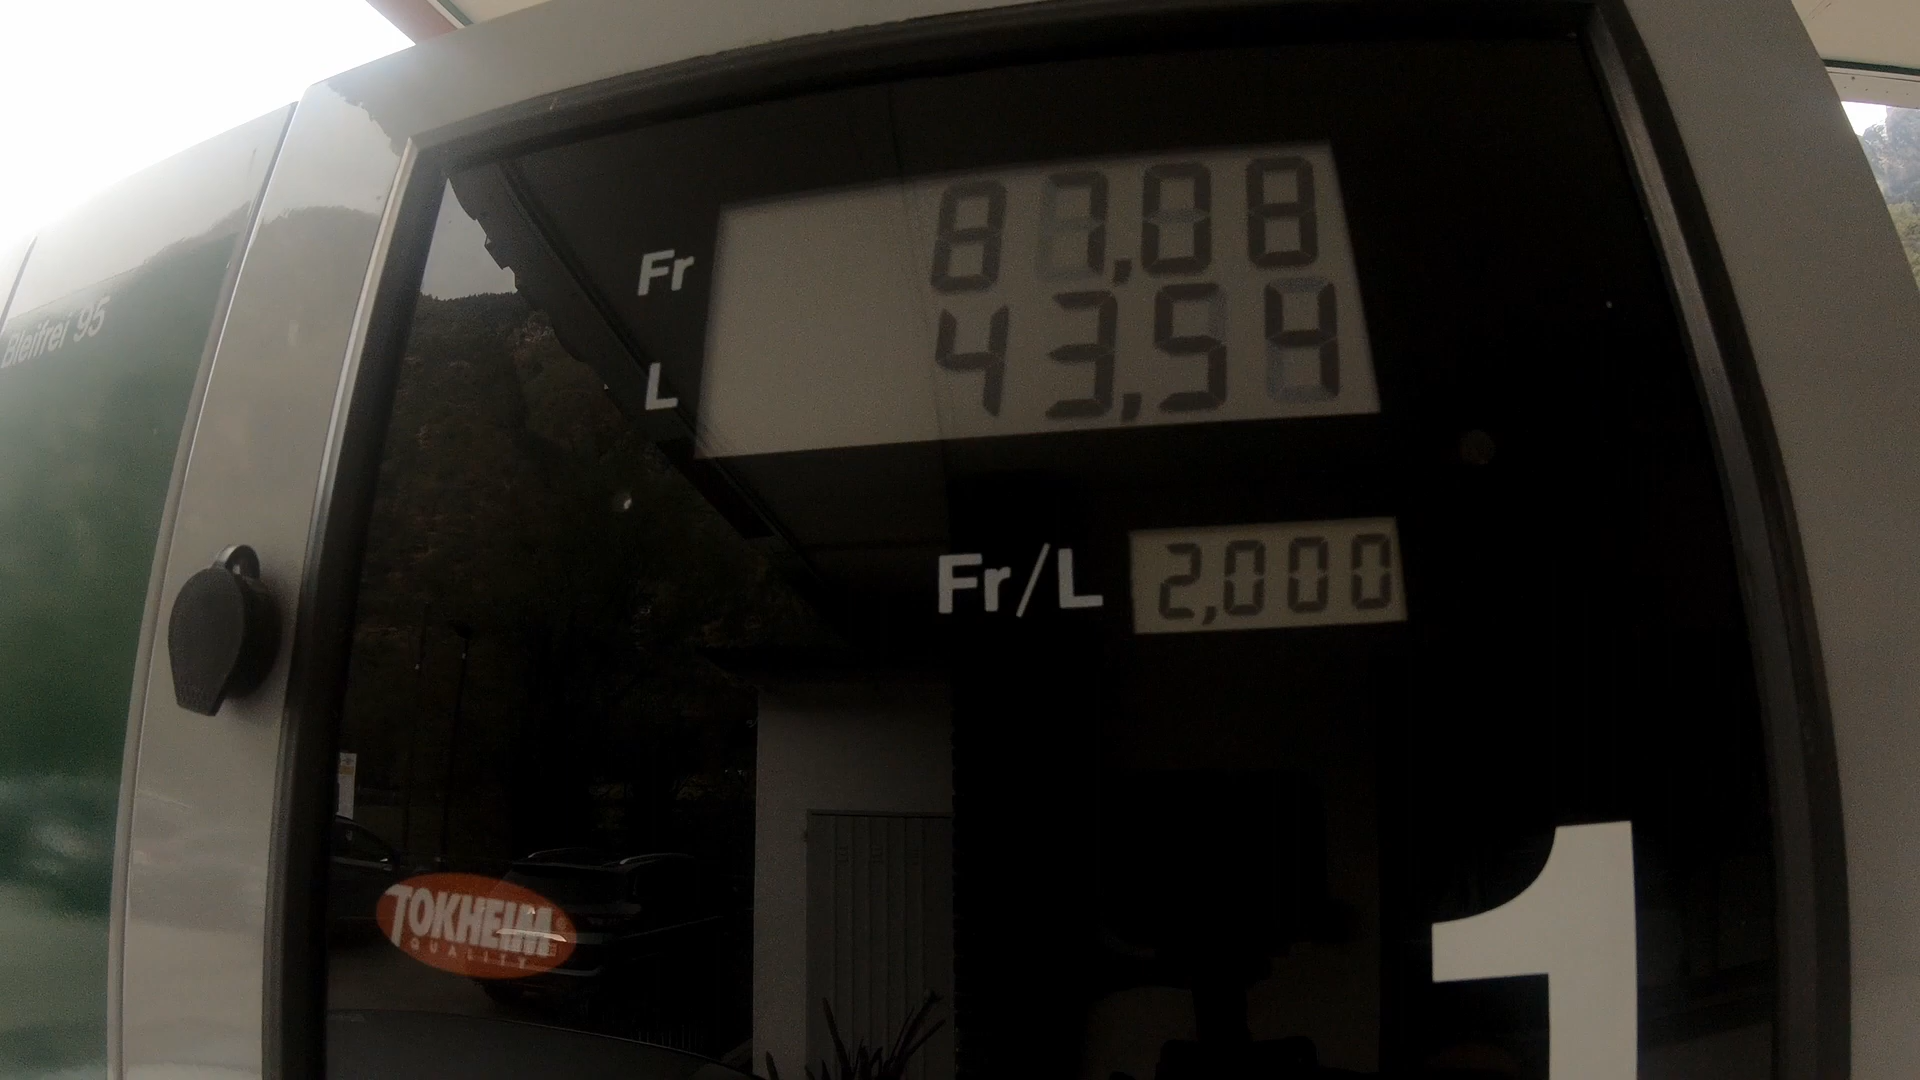 Bleifrei 95
Fr 87,08
L 43,54
Fr/L 2,000
TOKHEIM
QUALITY
1